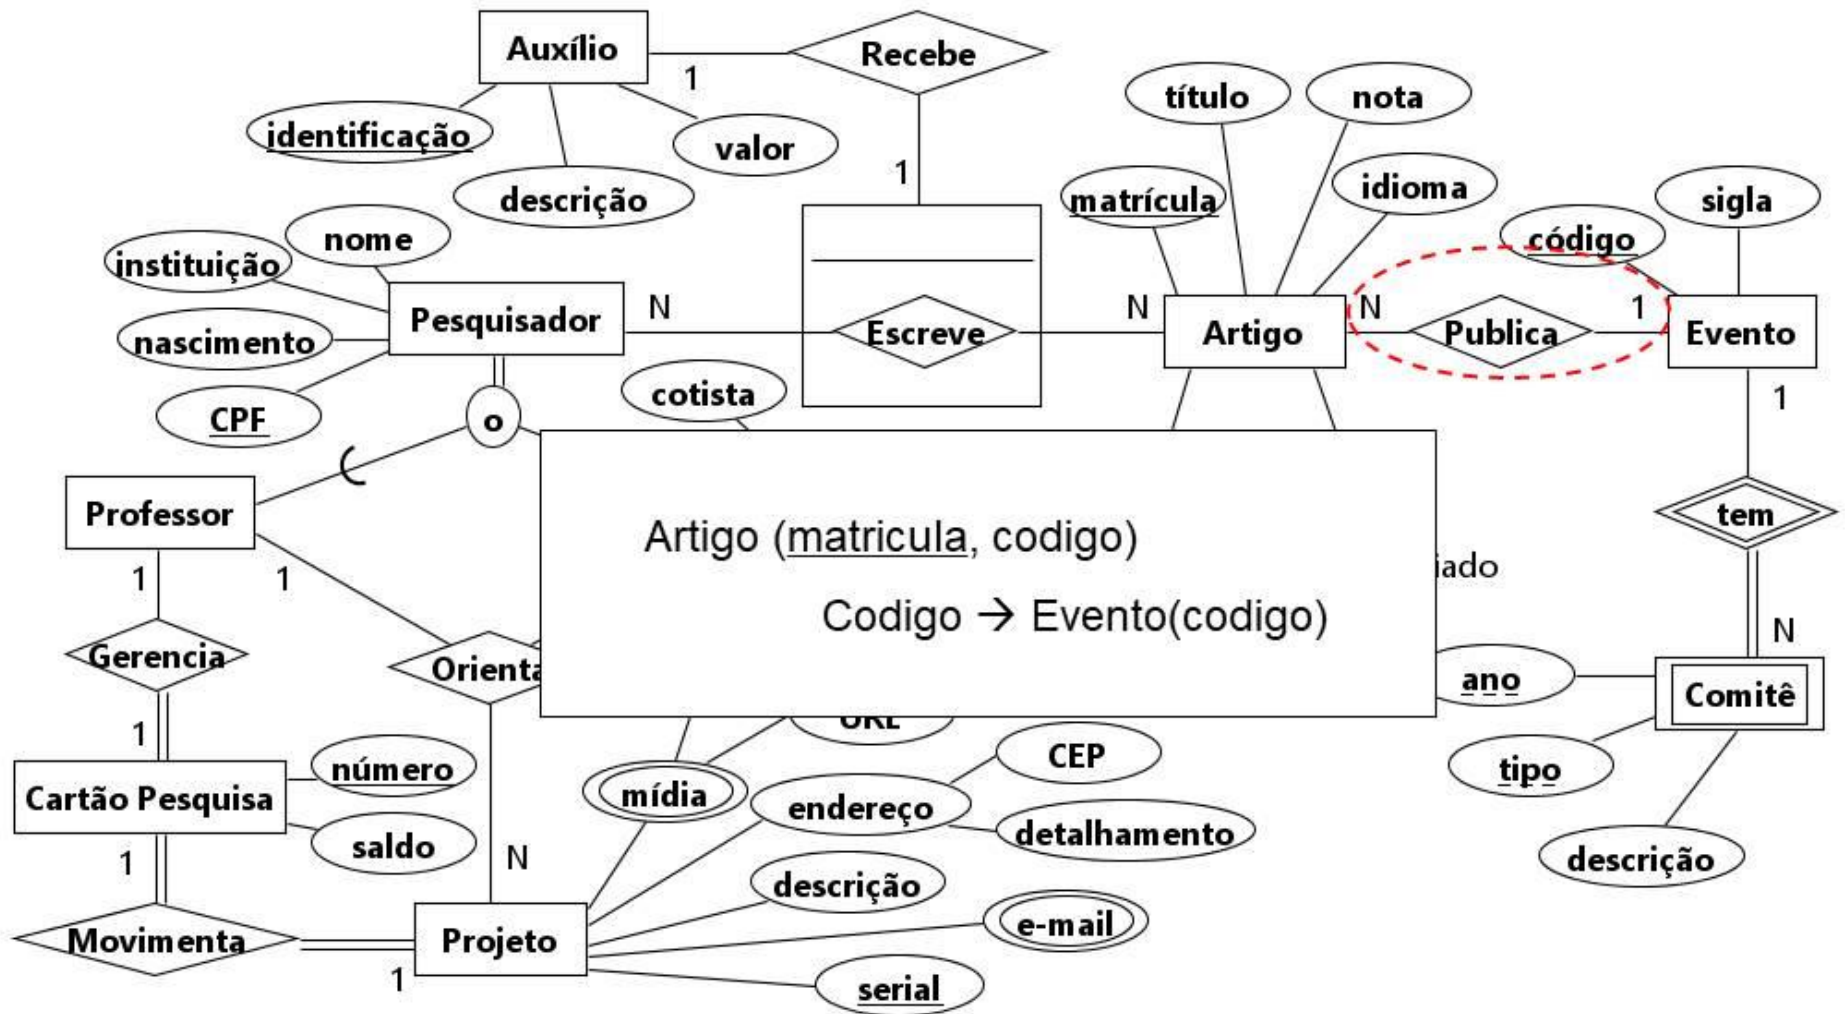 Auxílio
Recebe
1
identificação
descrição
valor
1
título
nota
matrícula
idioma
código
sigla
instituição
nome
nascimento
CPF
Pesquisador
N
Escreve
N
Artigo
N
Publica
1
Evento
o
cotista
1
Professor
1
1
tem
Artigo (matricula, codigo)
Codigo → Evento(codigo)
iado
N
Gerencia
Orienta
ano
Comitê
1
tipo
URL
CEP
número
Cartão Pesquisa
mídia
endereço
saldo
detalhamento
1
N
descrição
descrição
e-mail
Movimenta
1
Projeto
serial